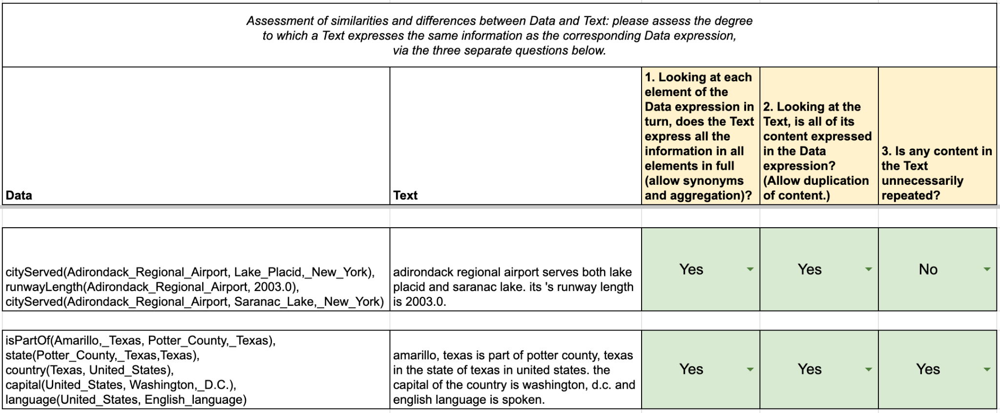 Assessment of similarities and differences between Data and Text: please assess the degree
to which a Text expresses the same information as the corresponding Data expression,
via the three separate questions below.
Data
Text
1. Looking at each
element of the
Data expression in
turn, does the Text
express all the
information in all
elements in full
(allow synonyms
and aggregation)?
2. Looking at the
Text, is all of its
content expressed
in the Data
expression?
(Allow duplication
of content.)
3. Is any content in
the Text
unnecessarily
repeated?
cityServed(Adirondack_Regional_Airport, Lake_Placid,_New_York),
runwayLength(Adirondack_Regional_Airport, 2003.0),
cityServed(Adirondack_Regional_Airport, Saranac_Lake,_New_York)
adirondack regional airport serves both lake
placid and saranac lake. its 's runway length
is 2003.0.
Yes
Yes
No
isPartOf(Amarillo,_Texas, Potter_County,_Texas),
state(Potter_County,_Texas,Texas),
country(Texas, United_States),
capital(United_States, Washington,_D.C.),
language(United_States, English_language)
amarillo, texas is part of potter county, texas
in the state of texas in united states. the
capital of the country is washington, d.c. and
english language is spoken.
Yes
Yes
Yes